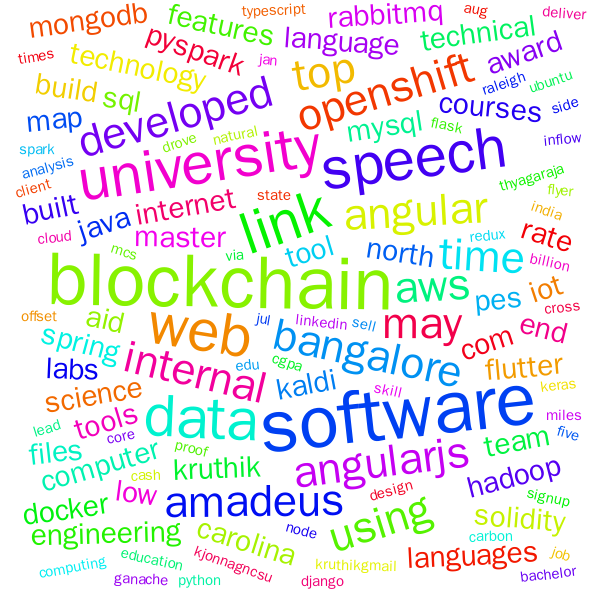 typescript aug deliver
mongodb features rabbitmq
times pyspark language technical jan
technology top award
build sql openshift raleigh ubuntu
map developed courses side
spark drove natural mysql flask
analysis university speech inflow
client state thyagaraja
built java internet link angular flyer
cloud master rate india
mcs via tool north time redux billion
blockchain aws pes iot cross
offset jul linkedin sell may end
aid web bangalore com
spring internal edu flutter
labs cgpa kaldi keras
science data software skill hadoop
lead tools angularjs team miles
files core proof five
computer kruthik cash
low amadeus design using solidity signup
docker carolina
engineering node carbon
education kjonnagncsu languages job
computing ganache python django kruthikgmail bachelor